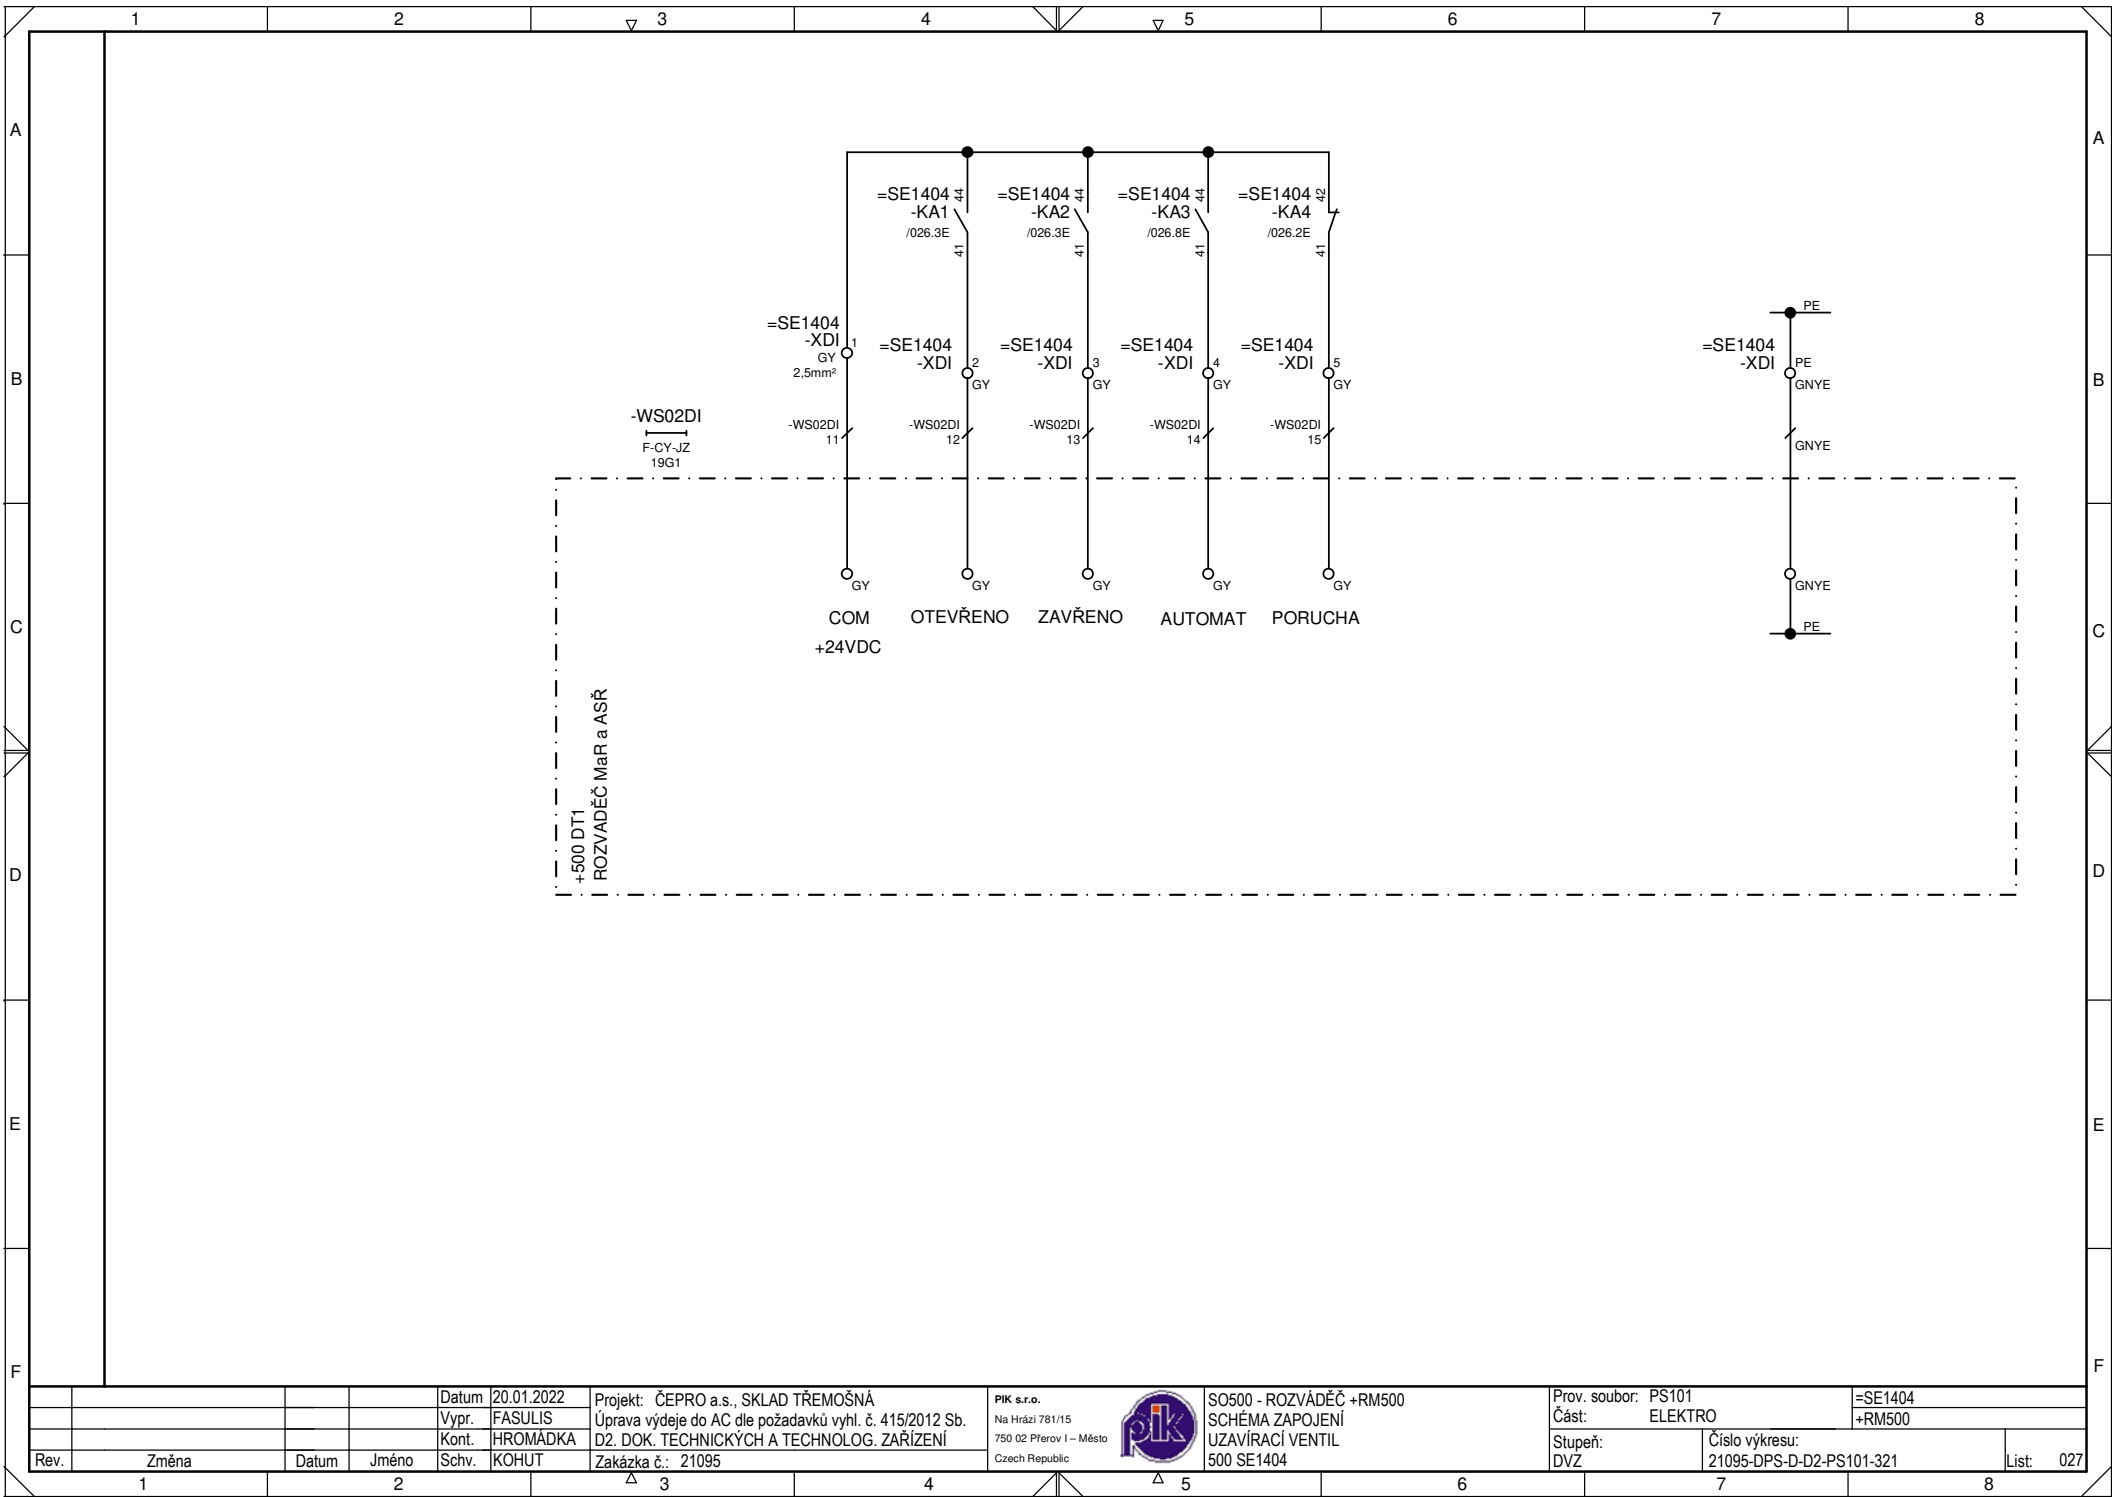 1 2 3 4 5 6 7 8
A A
=SE1404 44 =SE1404 44 =SE1404 44 =SE1404 42
-KA1 -KA2 -KA3 -KA4
/026.3E /026.3E /026.8E /026.2E
41 41 41 41
PE
=SE1404
-XDI 1
GY
2,5mm²
=SE1404 =SE1404 =SE1404 =SE1404 =SE1404
-XDI 2 -XDI 3 -XDI 4 -XDI 5 -XDI PE
GY GY GY GY GNYE
B B
-WS02DI
F-CY-JZ
19G1
-WS02DI -WS02DI -WS02DI -WS02DI -WS02DI
11 12 13 14 15 GNYE
GY GY GY GY GY GNYE
COM OTEVŘENO ZAVŘENO AUTOMAT PORUCHA
+24VDC
PE
C C
+500 DT1
ROZVADĚČ MaR a ASŘ
D D
E E
F F
Rev. Změna Datum Jméno
Datum 20.01.2022
Vypr. FASULIS
Kont. HROMÁDKA
Schv. KOHUT
Projekt: ČEPRO a.s., SKLAD TŘEMOŠNÁ
Úprava výdeje do AC dle požadavků vyhl. č. 415/2012 Sb.
D2. DOK. TECHNICKÝCH A TECHNOLOG. ZAŘÍZENÍ
Zakázka č.: 21095
PIK s.r.o.
Na Hrázi 781/15
750 02 Přerov I – Město
Czech Republic
pik
SO500 - ROZVÁDĚČ +RM500
SCHÉMA ZAPOJENÍ
UZAVÍRACÍ VENTIL
500 SE1404
Prov. soubor: PS101
Část: ELEKTRO
=SE1404
+RM500
Stupeň:
DVZ
Číslo výkresu:
21095-DPS-D-D2-PS101-321
List: 027
1 2 3 4 5 6 7 8